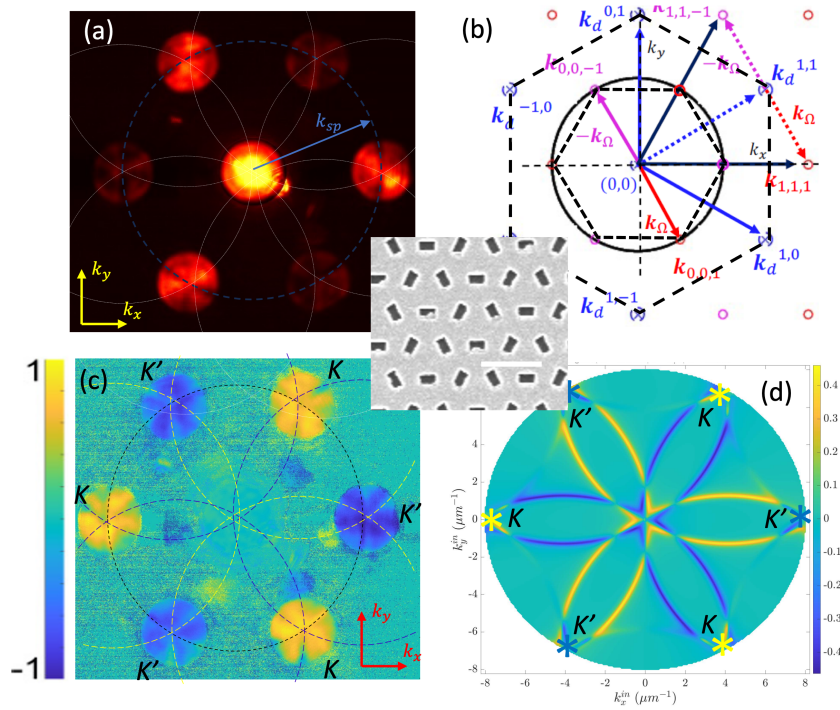 (a)
k_sp
k_y
k_x
(b)
k_d^0,1
k_1,1,-1
k_y
k_0,0,-1
-k_Ω
k_d^1,1
k_d^-1,0
-k_Ω
k_Ω
k_x
(0,0)
k_1,1,1
k_Ω
k_0,0,1
k_d^1,0
k_d^1,-1
1
-1
(c)
K'
K
K
K'
k_y
k_x
K'
K
(d)
K'
K
K
K'
K'
K
8
6
4
2
0
-2
-4
-6
-8
k_y^in (μm^-1)
-8 -6 -4 -2 0 2 4 6 8
k_x^in (μm^-1)
0.4
0.3
0.2
0.1
0
-0.1
-0.2
-0.3
-0.4